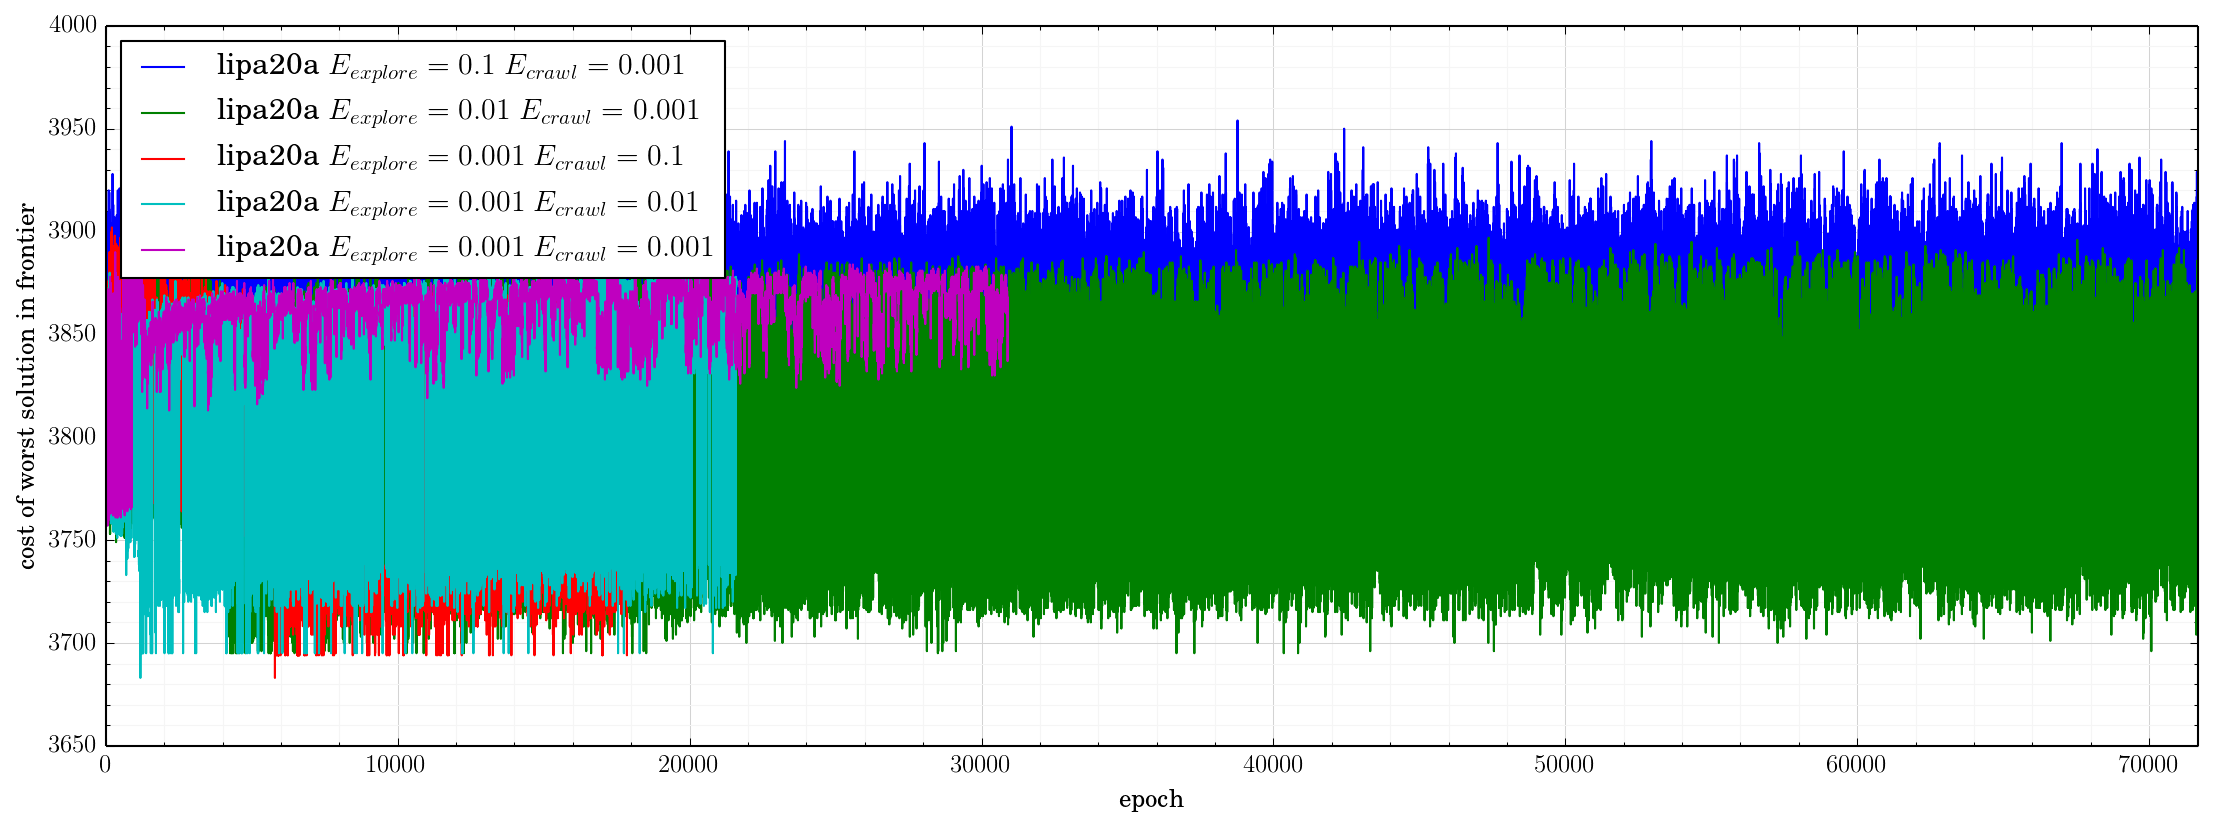 4000
3950
3900
3850
3800
3750
3700
3650
cost of worst solution in frontier
lipa20a E_explore = 0.1 E_crawl = 0.001
lipa20a E_explore = 0.01 E_crawl = 0.001
lipa20a E_explore = 0.001 E_crawl = 0.1
lipa20a E_explore = 0.001 E_crawl = 0.01
lipa20a E_explore = 0.001 E_crawl = 0.001
0 10000 20000 30000 40000 50000 60000 70000
epoch